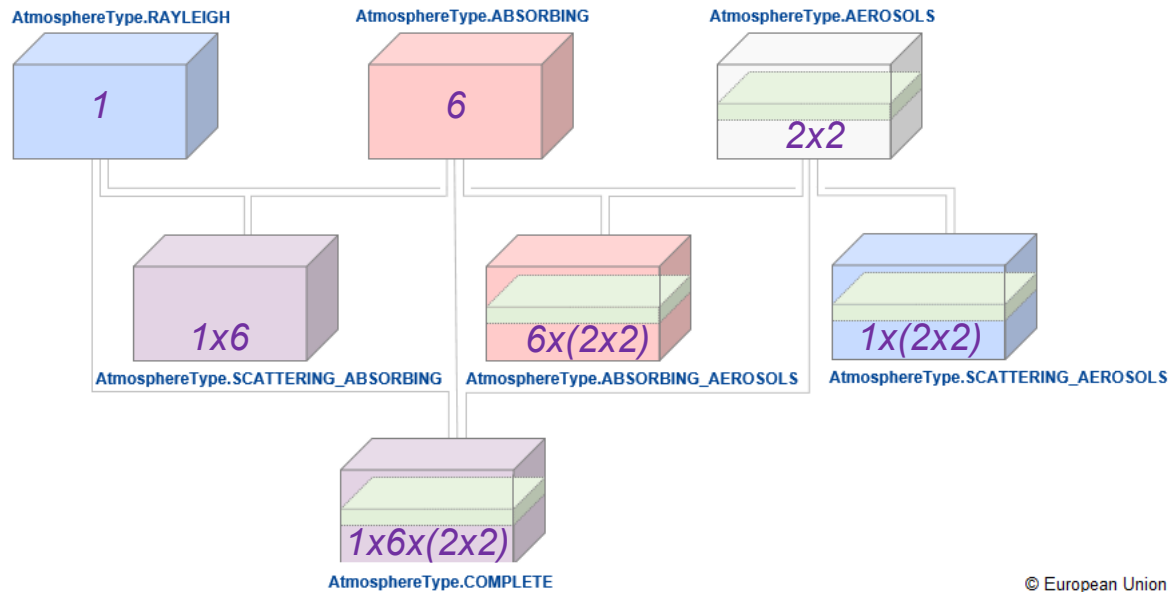 AtmosphereType.RAYLEIGH
AtmosphereType.ABSORBING
AtmosphereType.AEROSOLS
1
6
2x2
1x6
6x(2x2)
1x(2x2)
AtmosphereType.SCATTERING_ABSORBING
AtmosphereType.ABSORBING_AEROSOLS
AtmosphereType.SCATTERING_AEROSOLS
1x6x(2x2)
AtmosphereType.COMPLETE
© European Union